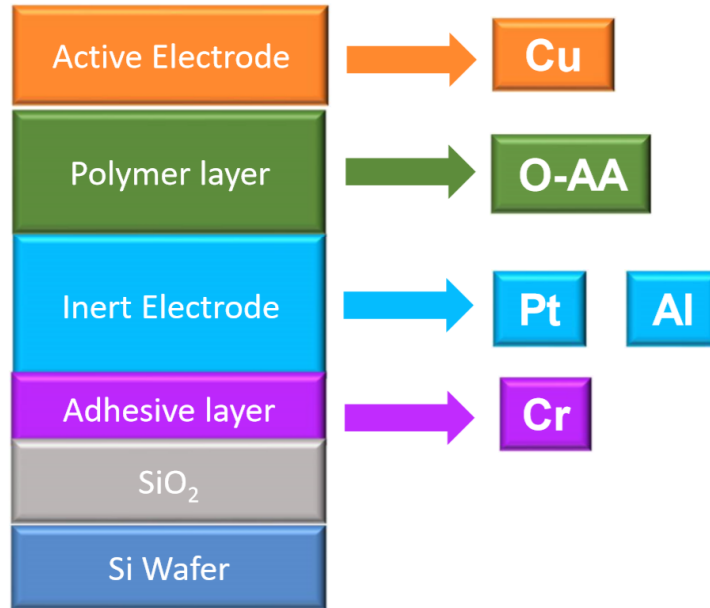 Active Electrode
Cu
Polymer layer
O-AA
Inert Electrode
Pt
Al
Adhesive layer
Cr
SiO₂
Si Wafer